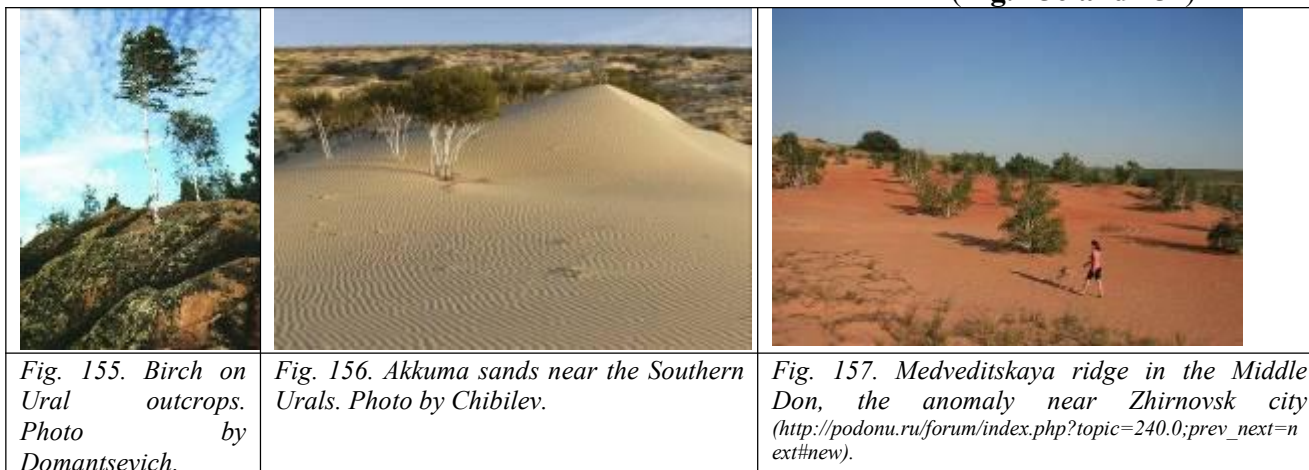 Fig. 155. Birch on
Ural outcrops.
Photo by
Domantsevich.
Fig. 156. Akkuma sands near the Southern
Urals. Photo by Chibilev.
Fig. 157. Medveditskaya ridge in the Middle
Don, the anomaly near Zhirnovsk city
(http://podonu.ru/forum/index.php?topic=240.0;prev_next=n
ext#new).